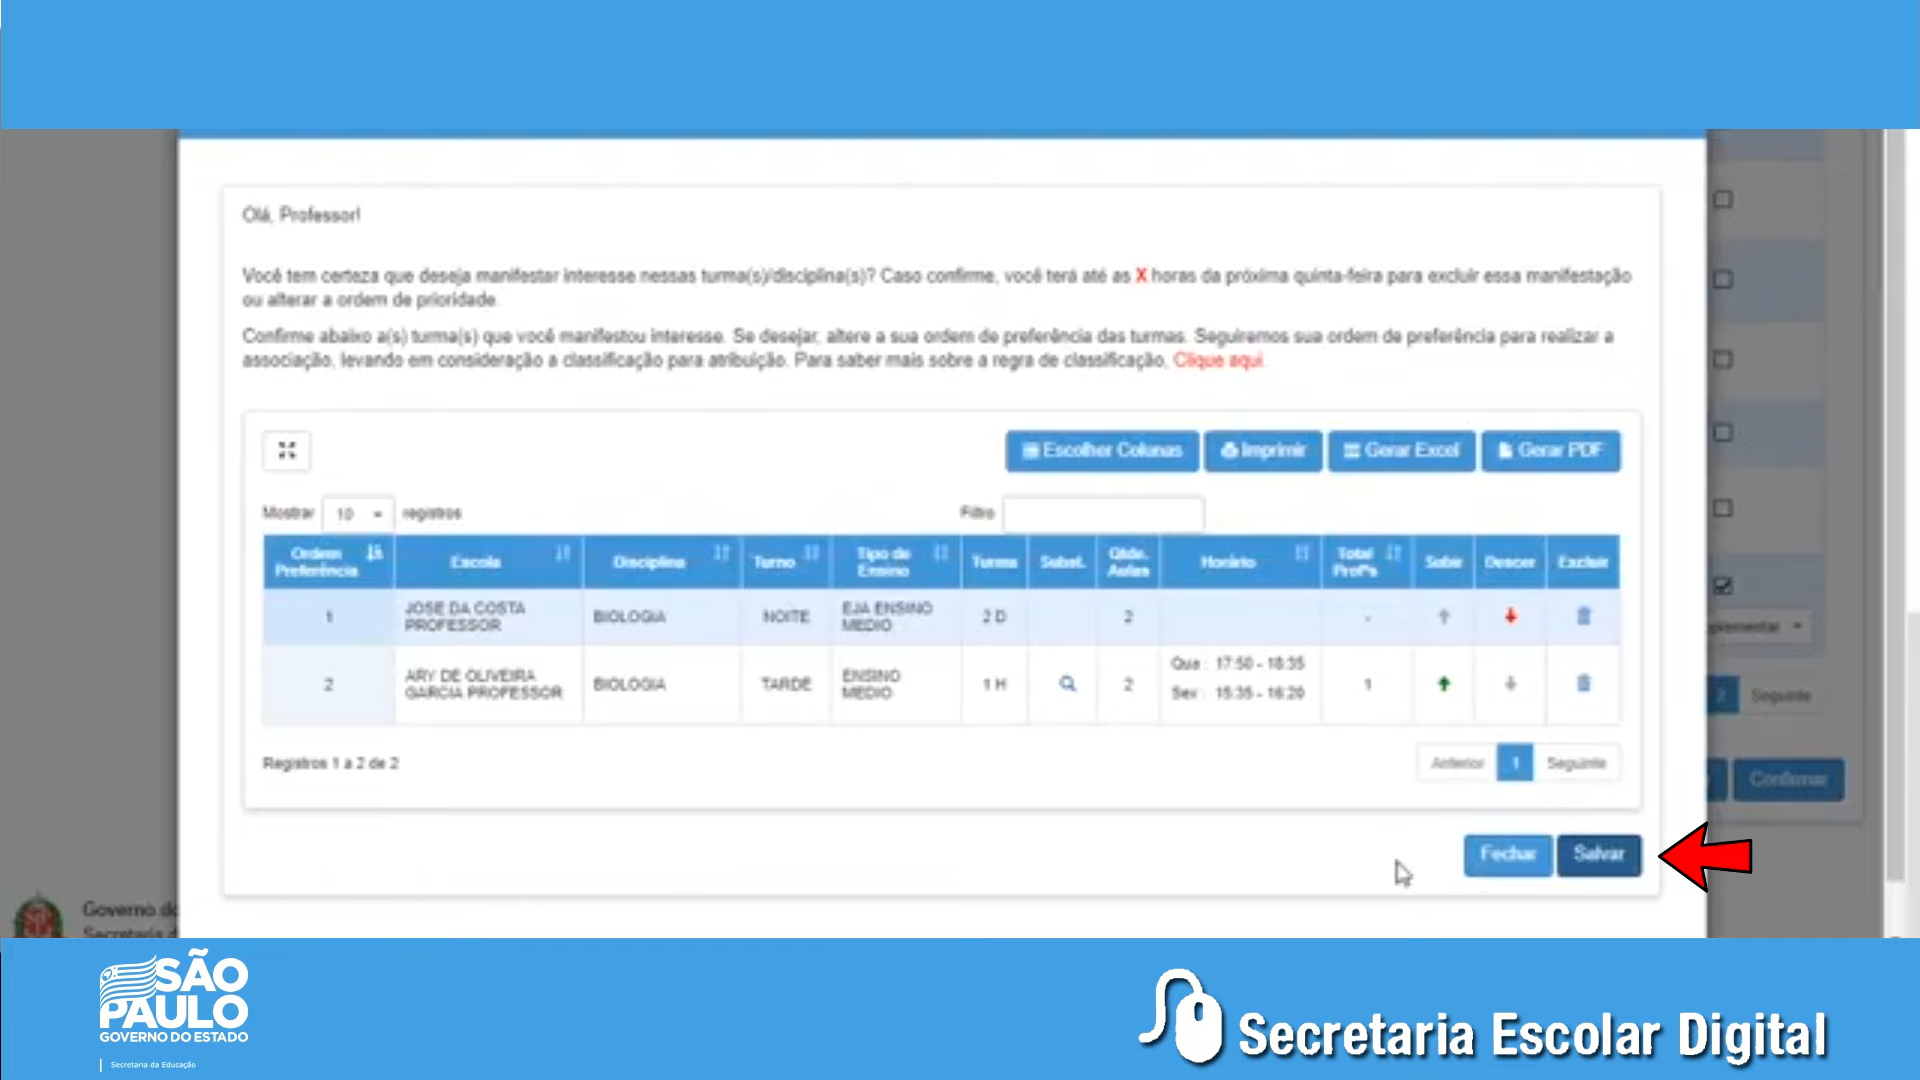 Olá, Professor!
Você tem certeza que deseja manifestar interesse nessas turma(s)/disciplina(s)? Caso confirme, você terá até as X horas da próxima quinta-feira para excluir essa manifestação
ou alterar a ordem de prioridade.
Confirme abaixo a(s) turma(s) que você manifestou interesse. Se desejar, altere a sua ordem de preferência das turmas. Seguiremos sua ordem de preferência para realizar a
associação, levando em consideração a classificação para atribuição. Para saber mais sobre a regra de classificação, Clique aqui
Escolher Colunas Imprimir Gerar Excel Gerar PDF
Mostrar 10 registros Filtro
Ordem Preferência Escola Disciplina Turno Tipo de Ensino Turma Subst. Qtde. Aulas Horário Total Prof°s Subir Descer Excluir
1 JOSE DA COSTA PROFESSOR BIOLOGIA NOITE EJA ENSINO MEDIO 2 D 2 -
2 ARY DE OLIVEIRA GARCIA PROFESSOR BIOLOGIA TARDE ENSINO MEDIO 1 H 2 Qua : 17:50 - 18:35 Sex : 15:35 - 16:20 1
Registros 1 a 2 de 2
Anterior 1 Seguinte
Fechar Salvar
2 Seguinte
Confirmar
Governo do
Secretaria d
SÃO
PAULO
GOVERNO DO ESTADO
Secretaria da Educação
Secretaria Escolar Digital